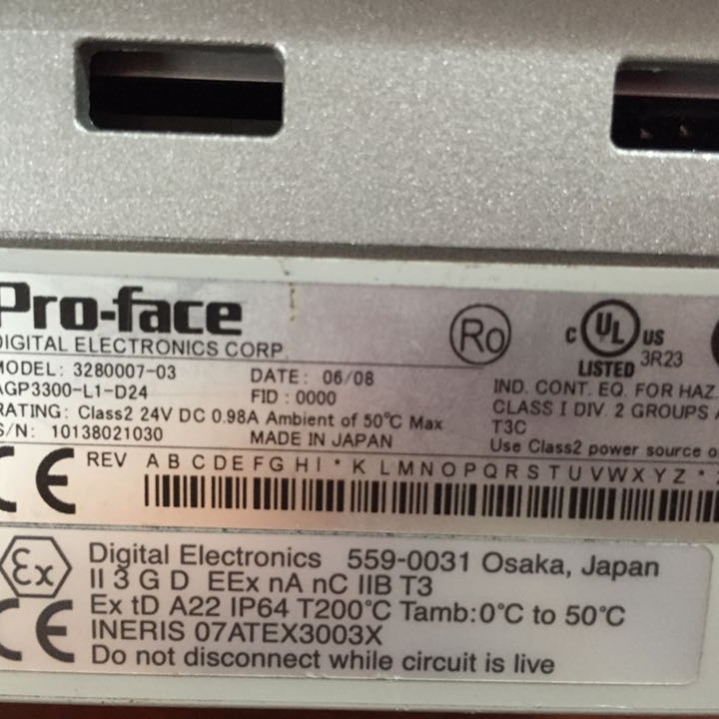 Pro-face
DIGITAL ELECTRONICS CORP.
MODEL: 3280007-03
AGP3300-L1-D24
DATE: 06/08
FID: 0000
RATING: Class2 24V DC 0.98A Ambient of 50°C Max
S/N: 10138021030
MADE IN JAPAN
Ro
C UL US
LISTED 3R23
IND. CONT. EQ. FOR HAZ.
CLASS I DIV. 2 GROUPS
T3C
Use Class2 power source
CE
REV A B C D E F G H I * K L M N O P Q R S T U V W X Y Z *
Ex
CE
Digital Electronics 559-0031 Osaka, Japan
II 3 G D EEx nA nC IIB T3
Ex tD A22 IP64 T200°C Tamb:0°C to 50°C
INERIS 07ATEX3003X
Do not disconnect while circuit is live